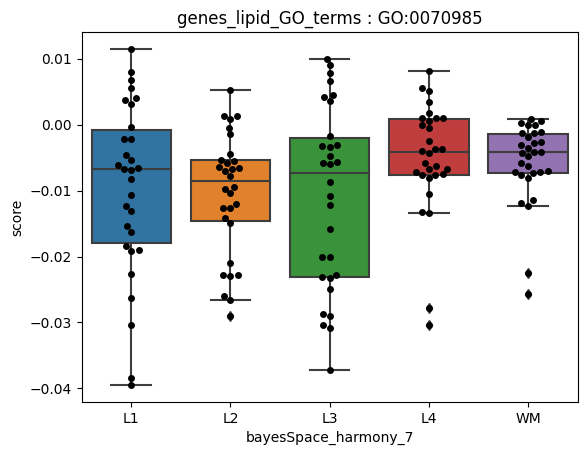 genes_lipid_GO_terms : GO:0070985
0.01
0.00
−0.01
−0.02
−0.03
−0.04
score
L1 L2 L3 L4 WM
bayesSpace_harmony_7